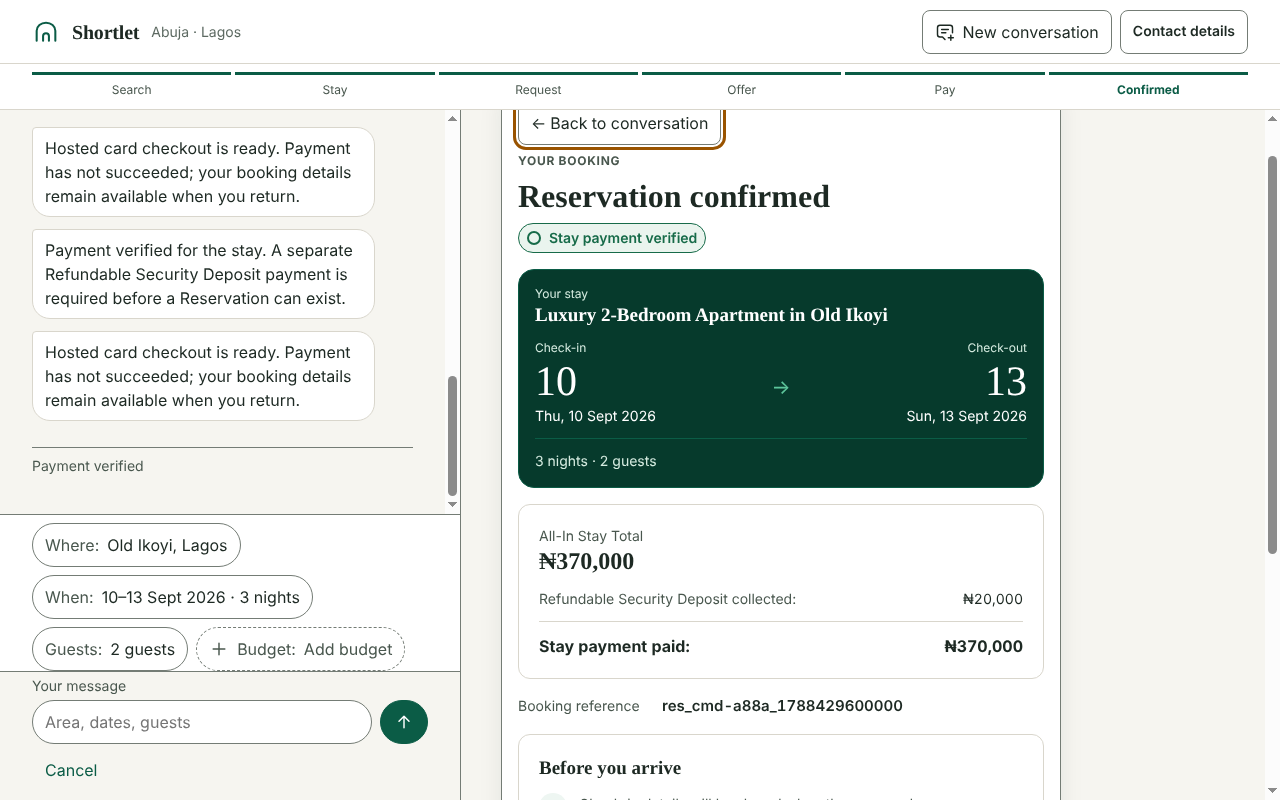 Shortlet
Abuja · Lagos
New conversation
Contact details
Search
Stay
Request
Offer
Pay
Confirmed
Hosted card checkout is ready. Payment
has not succeeded; your booking details
remain available when you return.
Payment verified for the stay. A separate
Refundable Security Deposit payment is
required before a Reservation can exist.
Hosted card checkout is ready. Payment
has not succeeded; your booking details
remain available when you return.
Payment verified
Where: Old Ikoyi, Lagos
When: 10–13 Sept 2026 · 3 nights
Guests: 2 guests
+ Budget: Add budget
Your message
Area, dates, guests
Cancel
← Back to conversation
YOUR BOOKING
Reservation confirmed
Stay payment verified
Your stay
Luxury 2-Bedroom Apartment in Old Ikoyi
Check-in
Check-out
10
→
13
Thu, 10 Sept 2026
Sun, 13 Sept 2026
3 nights · 2 guests
All-In Stay Total
₦370,000
Refundable Security Deposit collected: ₦20,000
Stay payment paid: ₦370,000
Booking reference res_cmd-a88a_1788429600000
Before you arrive